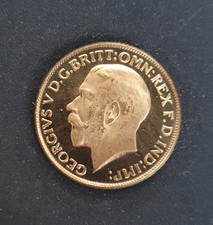 GEORGIVS V D.G.BRITT:OMN:REX F.D.IND:IMP: